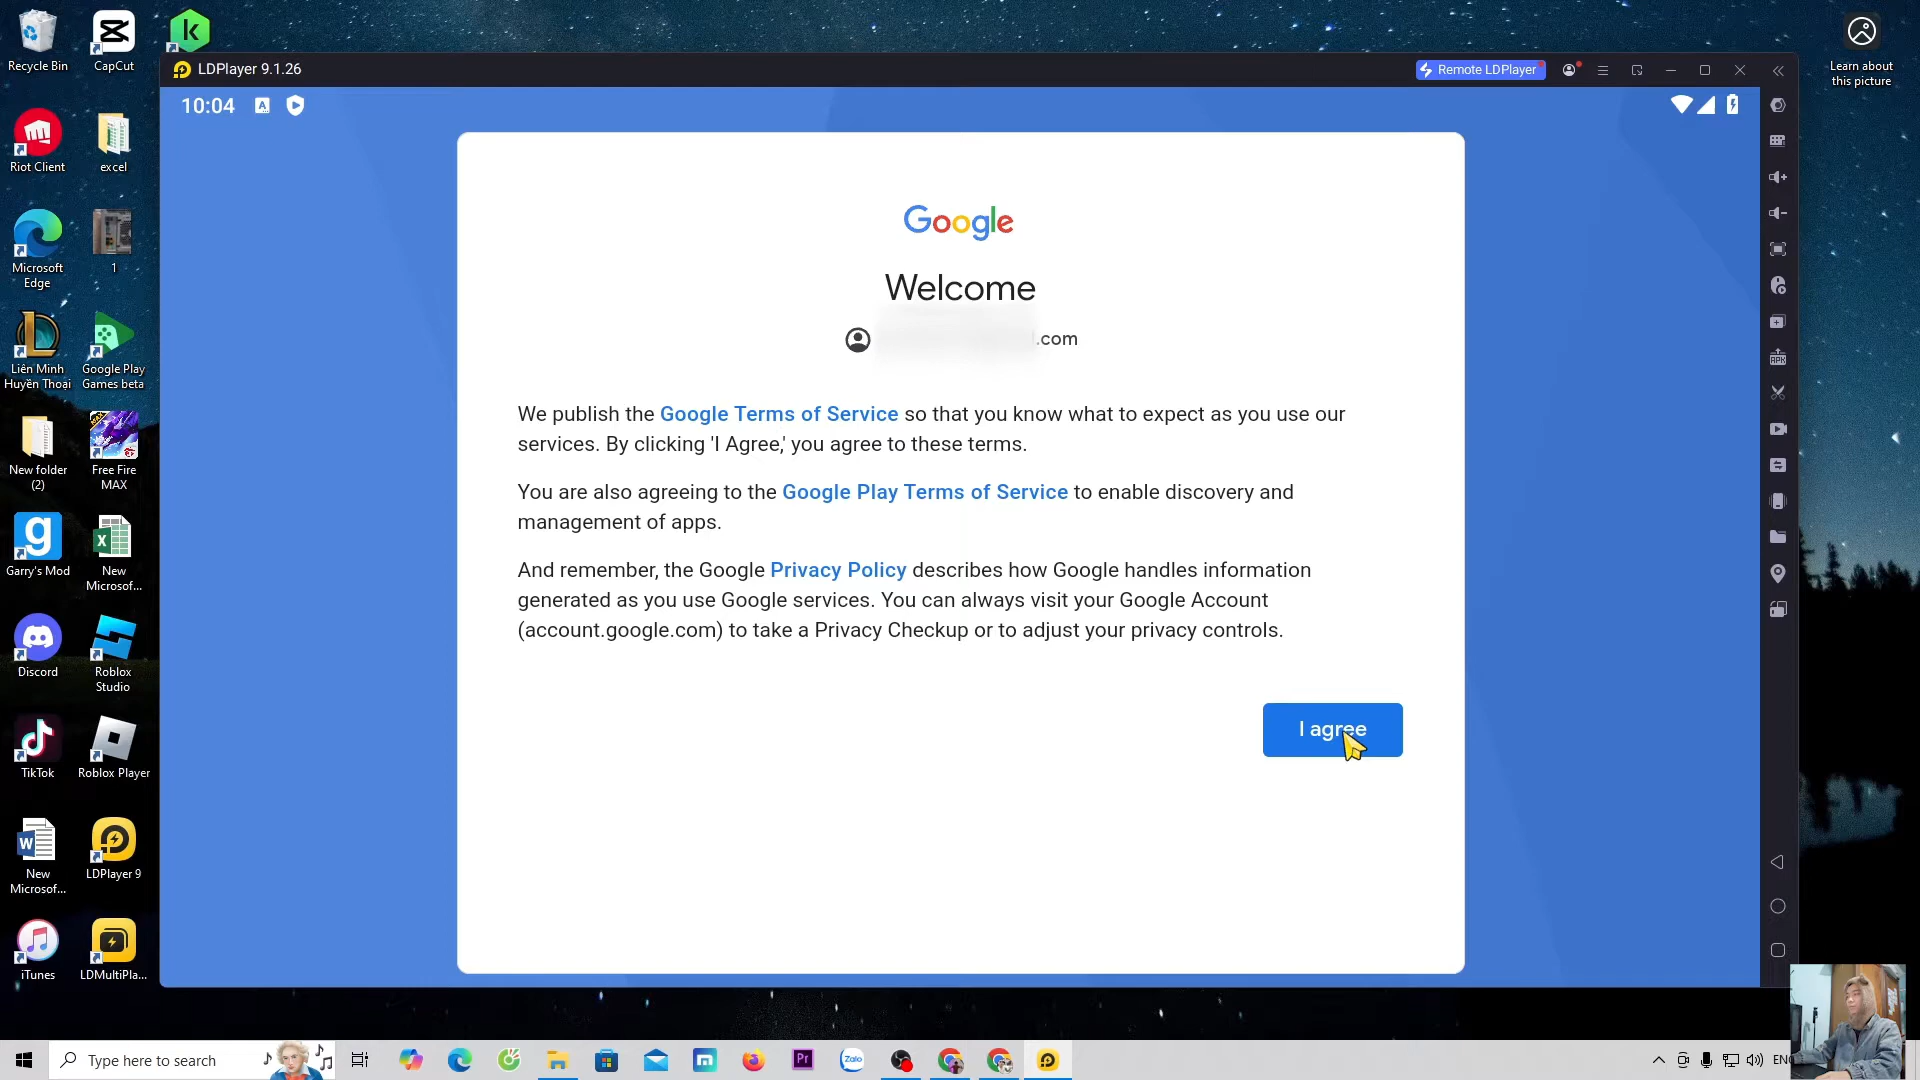 Recycle Bin
CapCut
Learn about
this picture
LDPlayer 9.1.26
Remote LDPlayer
10:04
Riot Client
excel
Google
Welcome
.com
Microsoft
Edge
1
We publish the Google Terms of Service so that you know what to expect as you use our
services. By clicking 'I Agree,' you agree to these terms.
Liên Minh
Huyền Thoại
Google Play
Games beta
You are also agreeing to the Google Play Terms of Service to enable discovery and
management of apps.
New folder
(2)
Free Fire
MAX
And remember, the Google Privacy Policy describes how Google handles information
generated as you use Google services. You can always visit your Google Account
(account.google.com) to take a Privacy Checkup or to adjust your privacy controls.
Garry's Mod
New
Microsof...
Discord
Roblox
Studio
I agree
TikTok
Roblox Player
New
Microsof...
LDPlayer 9
iTunes
LDMultiPla...
Type here to search
Zalo
Pr